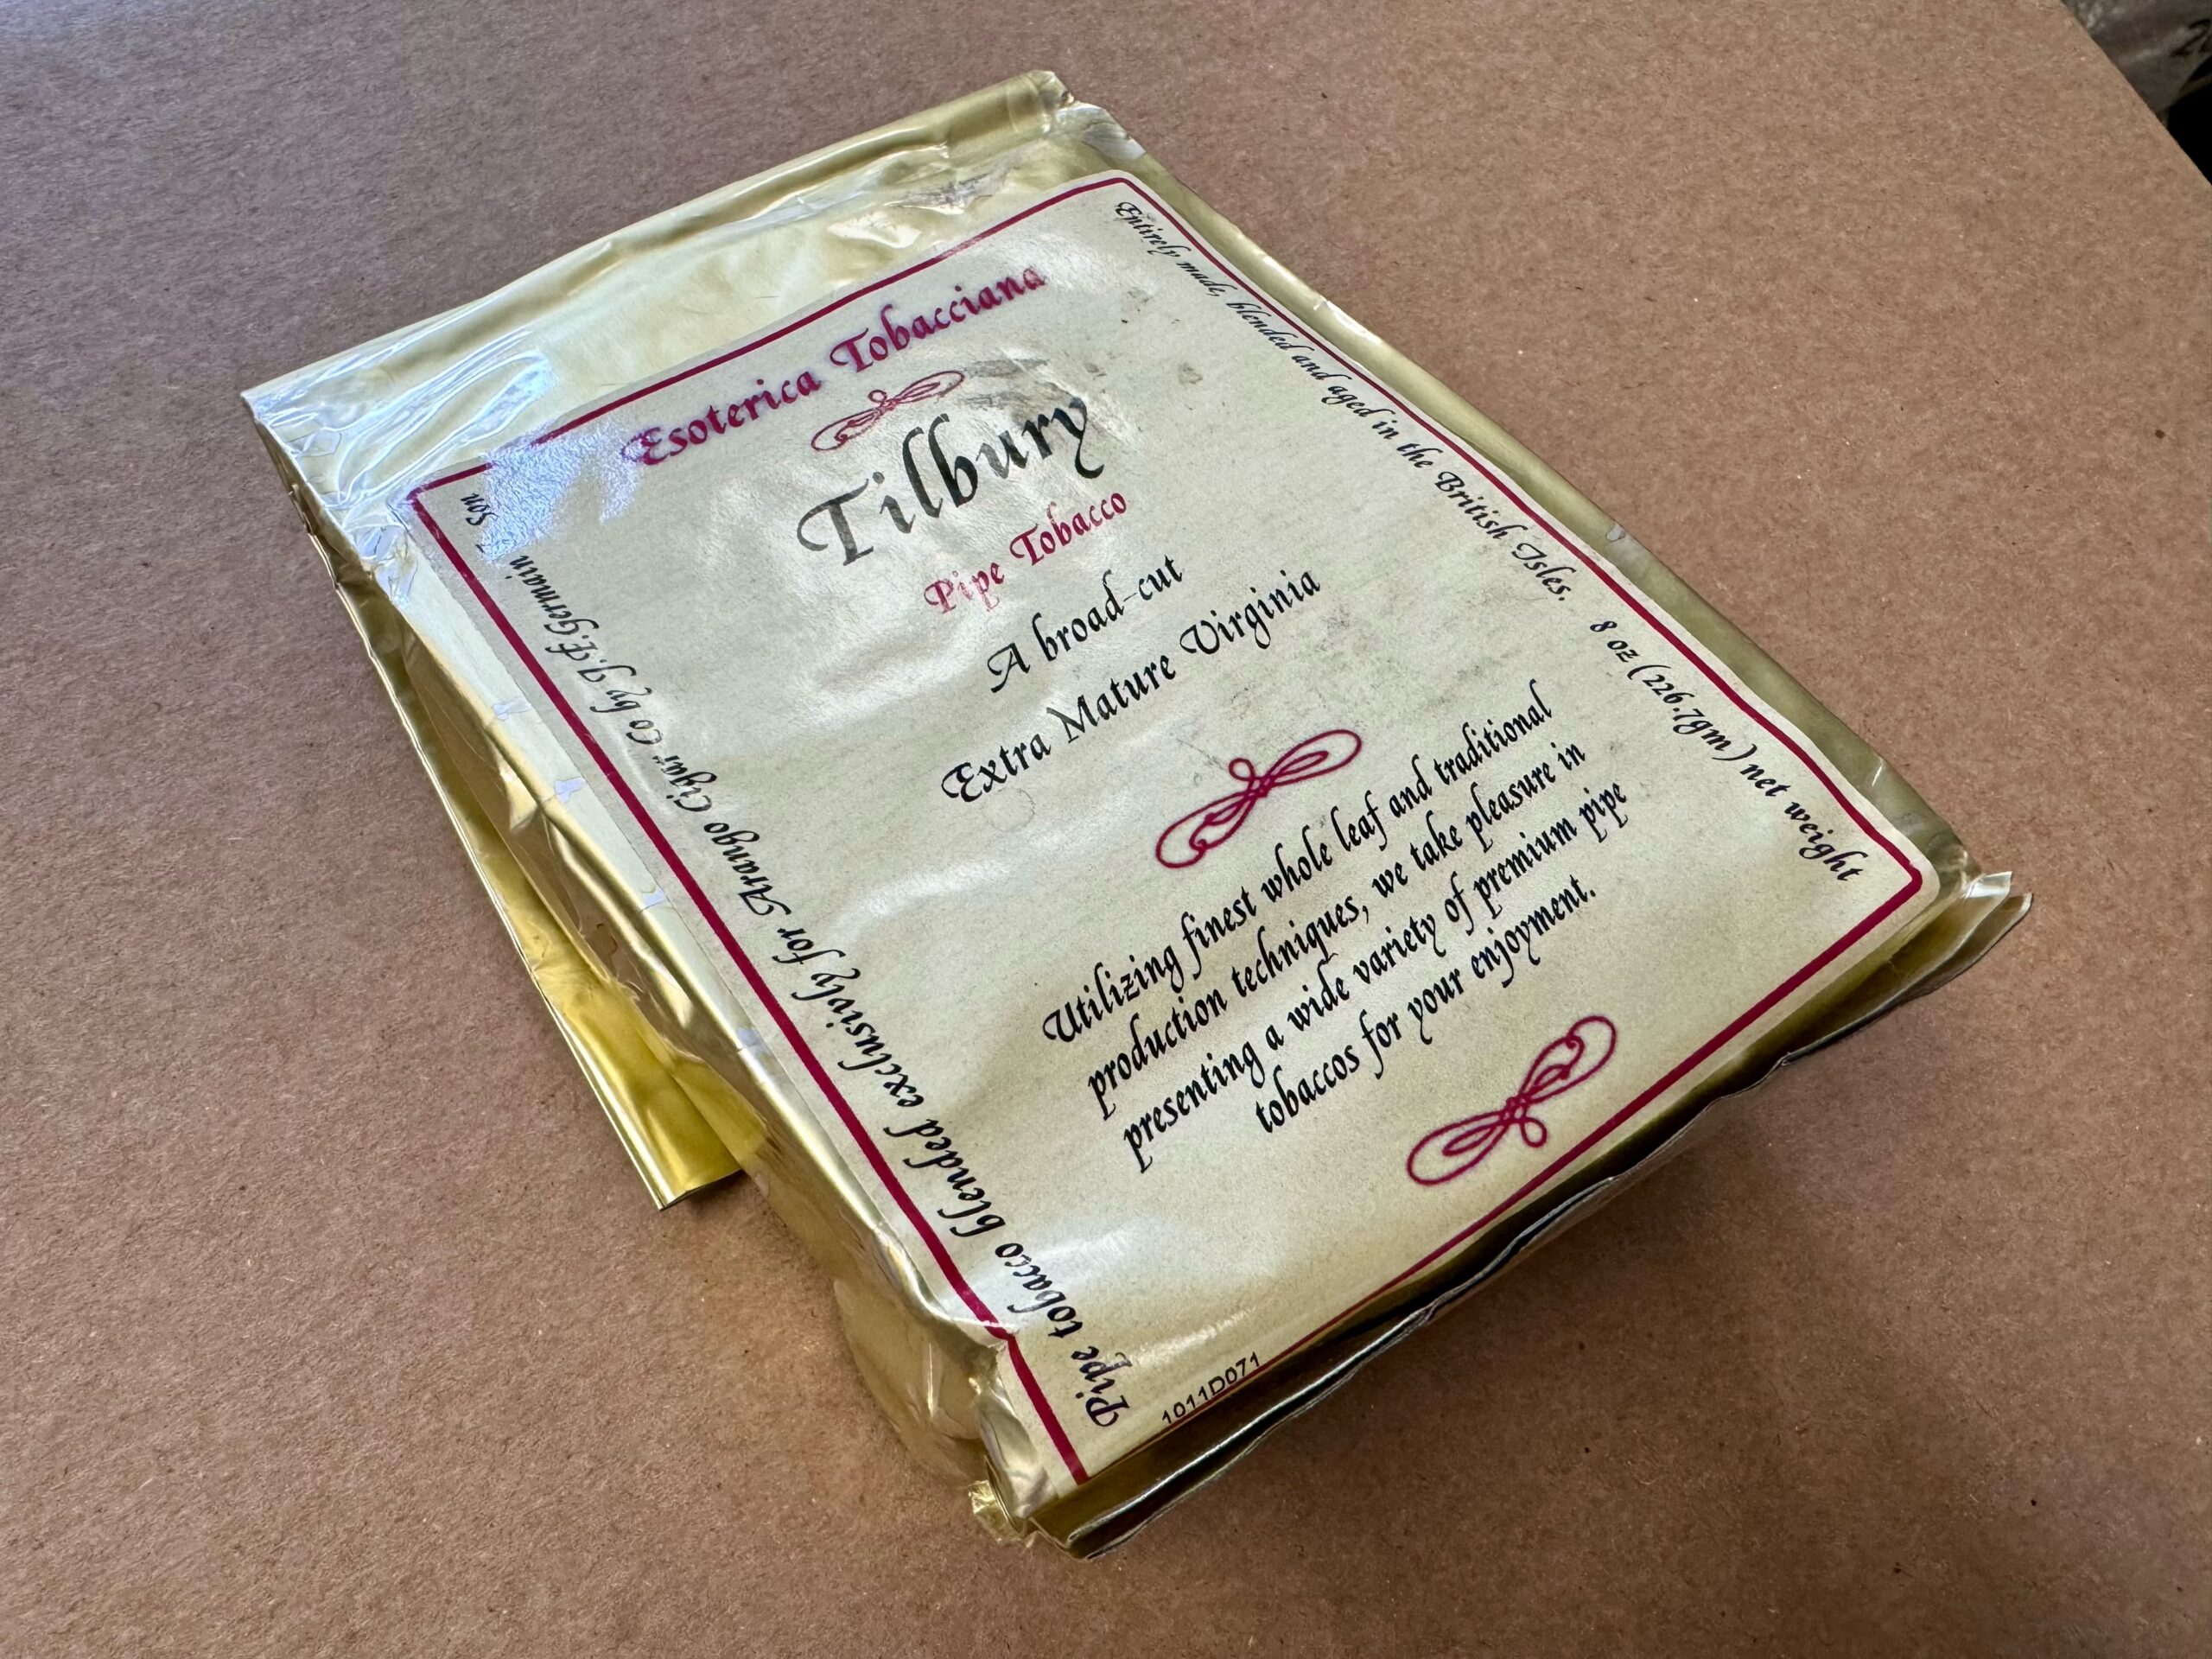 Esoterica Tobacciana
Tilbury
Pipe Tobacco
A broad-cut
Extra Mature Virginia
Utilizing finest whole leaf and traditional
production techniques, we take pleasure in
presenting a wide variety of premium pipe
tobaccos for your enjoyment.
Pipe tobacco blended exclusively for Arango Cigar Co by J.F.Germain Son
Entirely made, blended and aged in the British Isles. 8 oz (226.7gm) net weight
1011D071